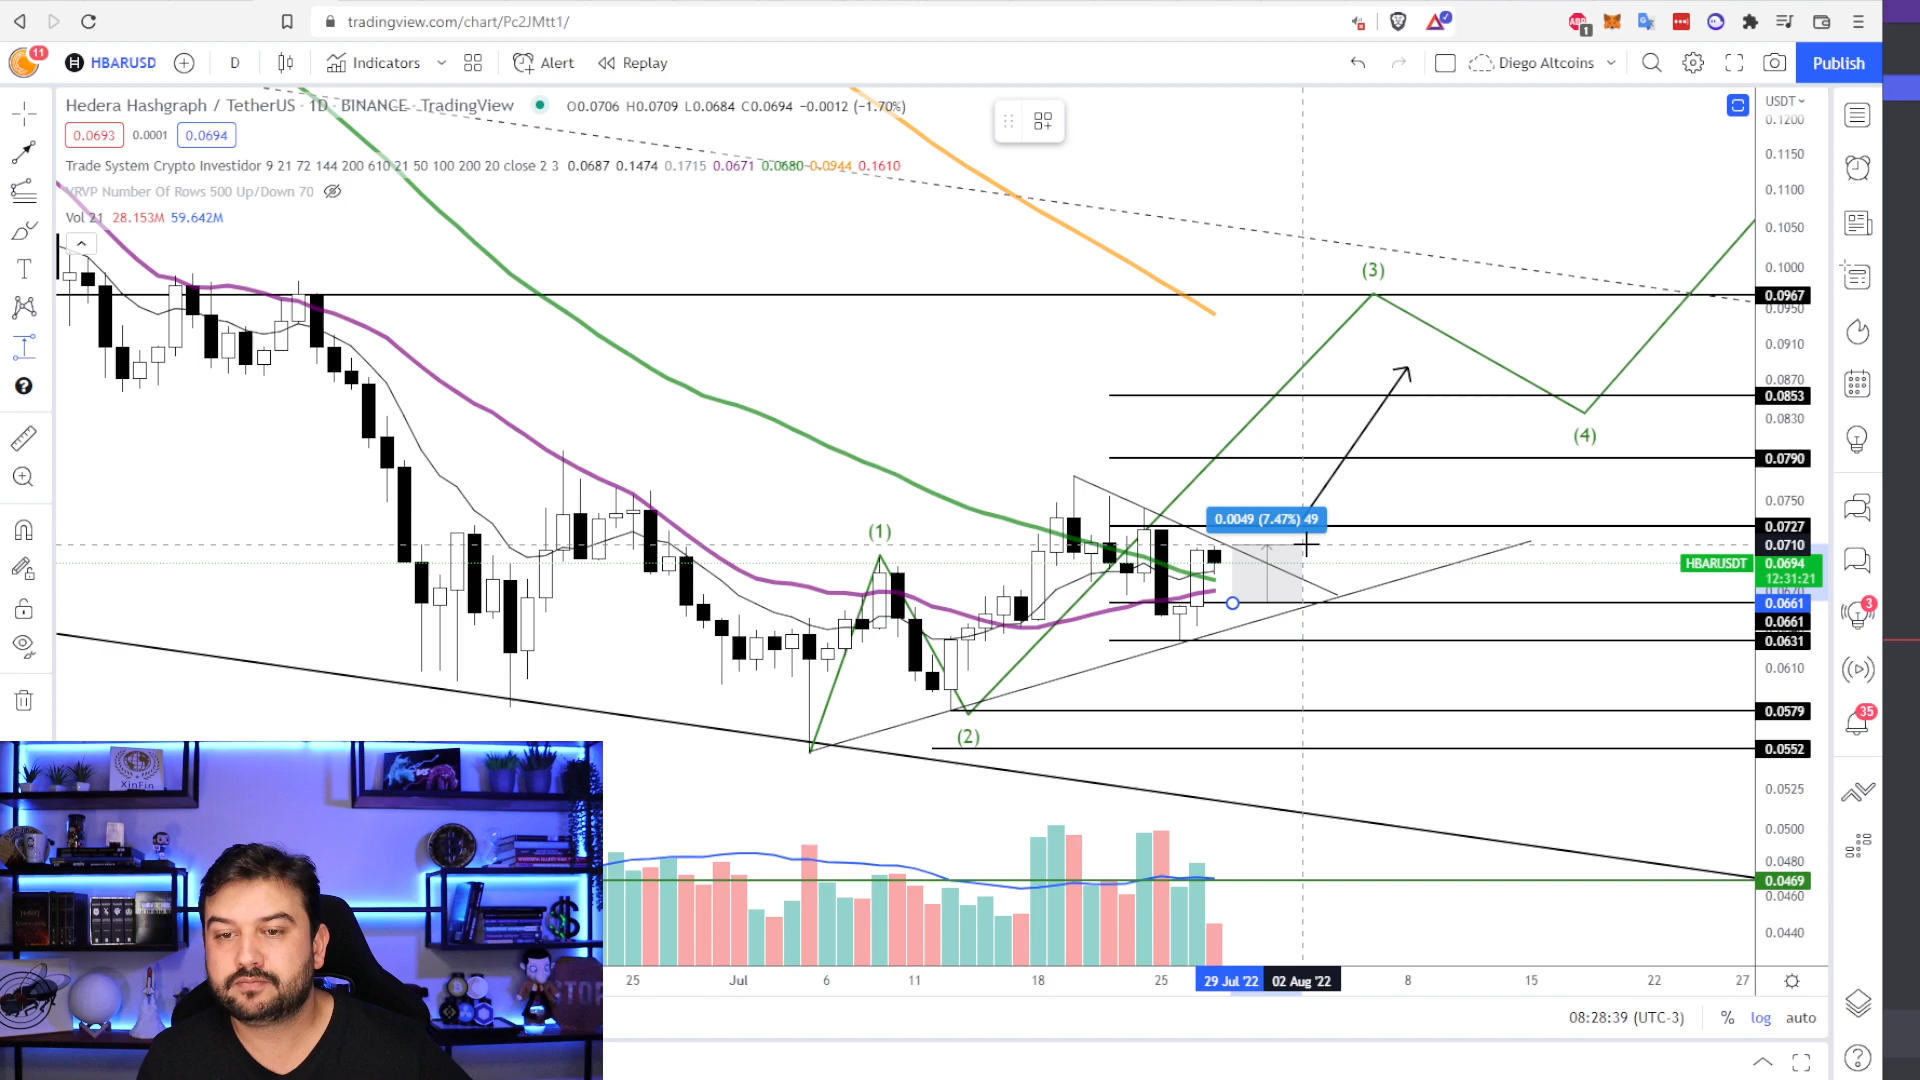 tradingview.com/chart/Pc2JMtt1/
11
HBARUSD
D
Indicators
Alert
Replay
Diego Altcoins
Publish
Hedera Hashgraph / TetherUS · 1D · BINANCE · TradingView
O0.0706 H0.0709 L0.0684 C0.0694 −0.0012 (−1.70%)
USDT
0.0693
0.0001
0.0694
Trade System Crypto Investidor 9 21 72 144 200 610 21 50 100 200 20 close 2 3 0.0687 0.1474 0.1715 0.0671 0.0680 0.0944 0.1610
VRVP Number Of Rows 500 Up/Down 70
Vol 21 28.153M 59.642M
0.1200
0.1150
0.1100
0.1050
0.1000
0.0967
0.0950
0.0910
0.0870
0.0853
0.0830
0.0790
0.0750
0.0727
0.0710
HBARUSDT
0.0694
12:31:21
0.0661
0.0661
0.0631
0.0610
0.0579
0.0552
0.0525
0.0500
0.0480
0.0469
0.0460
0.0440
(1)
(2)
(3)
(4)
0.0049 (7.47%) 49
3
35
XinFin
25
Jul
6
11
18
25
29 Jul '22
02 Aug '22
8
15
22
27
08:28:39 (UTC-3)
%
log
auto